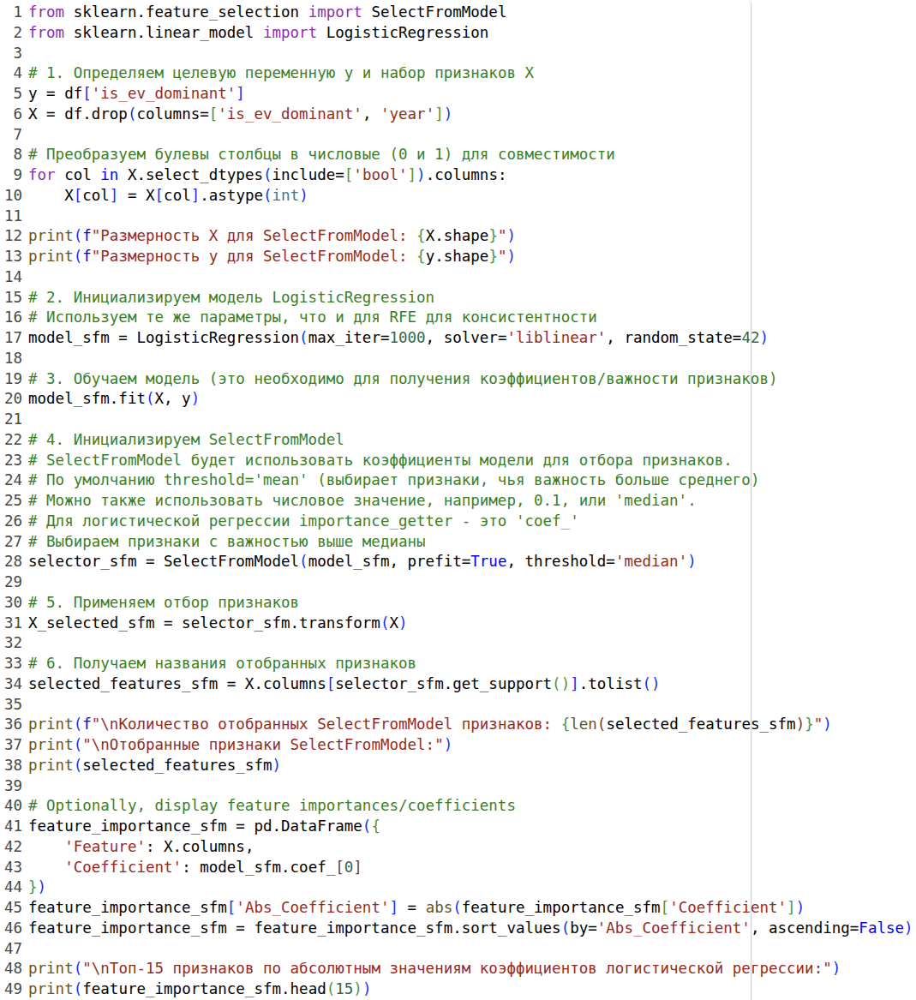 1 from sklearn.feature_selection import SelectFromModel
2 from sklearn.linear_model import LogisticRegression
3
4 # 1. Определяем целевую переменную y и набор признаков X
5 y = df['is_ev_dominant']
6 X = df.drop(columns=['is_ev_dominant', 'year'])
7
8 # Преобразуем булевы столбцы в числовые (0 и 1) для совместимости
9 for col in X.select_dtypes(include=['bool']).columns:
10     X[col] = X[col].astype(int)
11
12 print(f"Размерность X для SelectFromModel: {X.shape}")
13 print(f"Размерность y для SelectFromModel: {y.shape}")
14
15 # 2. Инициализируем модель LogisticRegression
16 # Используем те же параметры, что и для RFE для консистентности
17 model_sfm = LogisticRegression(max_iter=1000, solver='liblinear', random_state=42)
18
19 # 3. Обучаем модель (это необходимо для получения коэффициентов/важности признаков)
20 model_sfm.fit(X, y)
21
22 # 4. Инициализируем SelectFromModel
23 # SelectFromModel будет использовать коэффициенты модели для отбора признаков.
24 # По умолчанию threshold='mean' (выбирает признаки, чья важность больше среднего)
25 # Можно также использовать числовое значение, например, 0.1, или 'median'.
26 # Для логистической регрессии importance_getter - это 'coef_'
27 # Выбираем признаки с важностью выше медианы
28 selector_sfm = SelectFromModel(model_sfm, prefit=True, threshold='median')
29
30 # 5. Применяем отбор признаков
31 X_selected_sfm = selector_sfm.transform(X)
32
33 # 6. Получаем названия отобранных признаков
34 selected_features_sfm = X.columns[selector_sfm.get_support()].tolist()
35
36 print(f"\nКоличество отобранных SelectFromModel признаков: {len(selected_features_sfm)}")
37 print("\nОтобранные признаки SelectFromModel:")
38 print(selected_features_sfm)
39
40 # Optionally, display feature importances/coefficients
41 feature_importance_sfm = pd.DataFrame({
42     'Feature': X.columns,
43     'Coefficient': model_sfm.coef_[0]
44 })
45 feature_importance_sfm['Abs_Coefficient'] = abs(feature_importance_sfm['Coefficient'])
46 feature_importance_sfm = feature_importance_sfm.sort_values(by='Abs_Coefficient', ascending=False)
47
48 print("\nТоп-15 признаков по абсолютным значениям коэффициентов логистической регрессии:")
49 print(feature_importance_sfm.head(15))